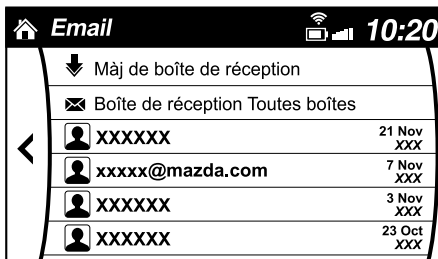 Email 10:20
Màj de boîte de réception
Boîte de réception Toutes boîtes
XXXXXX 21 Nov
XXX
xxxxx@mazda.com 7 Nov
XXX
XXXXXX 3 Nov
XXX
XXXXXX 23 Oct
XXX